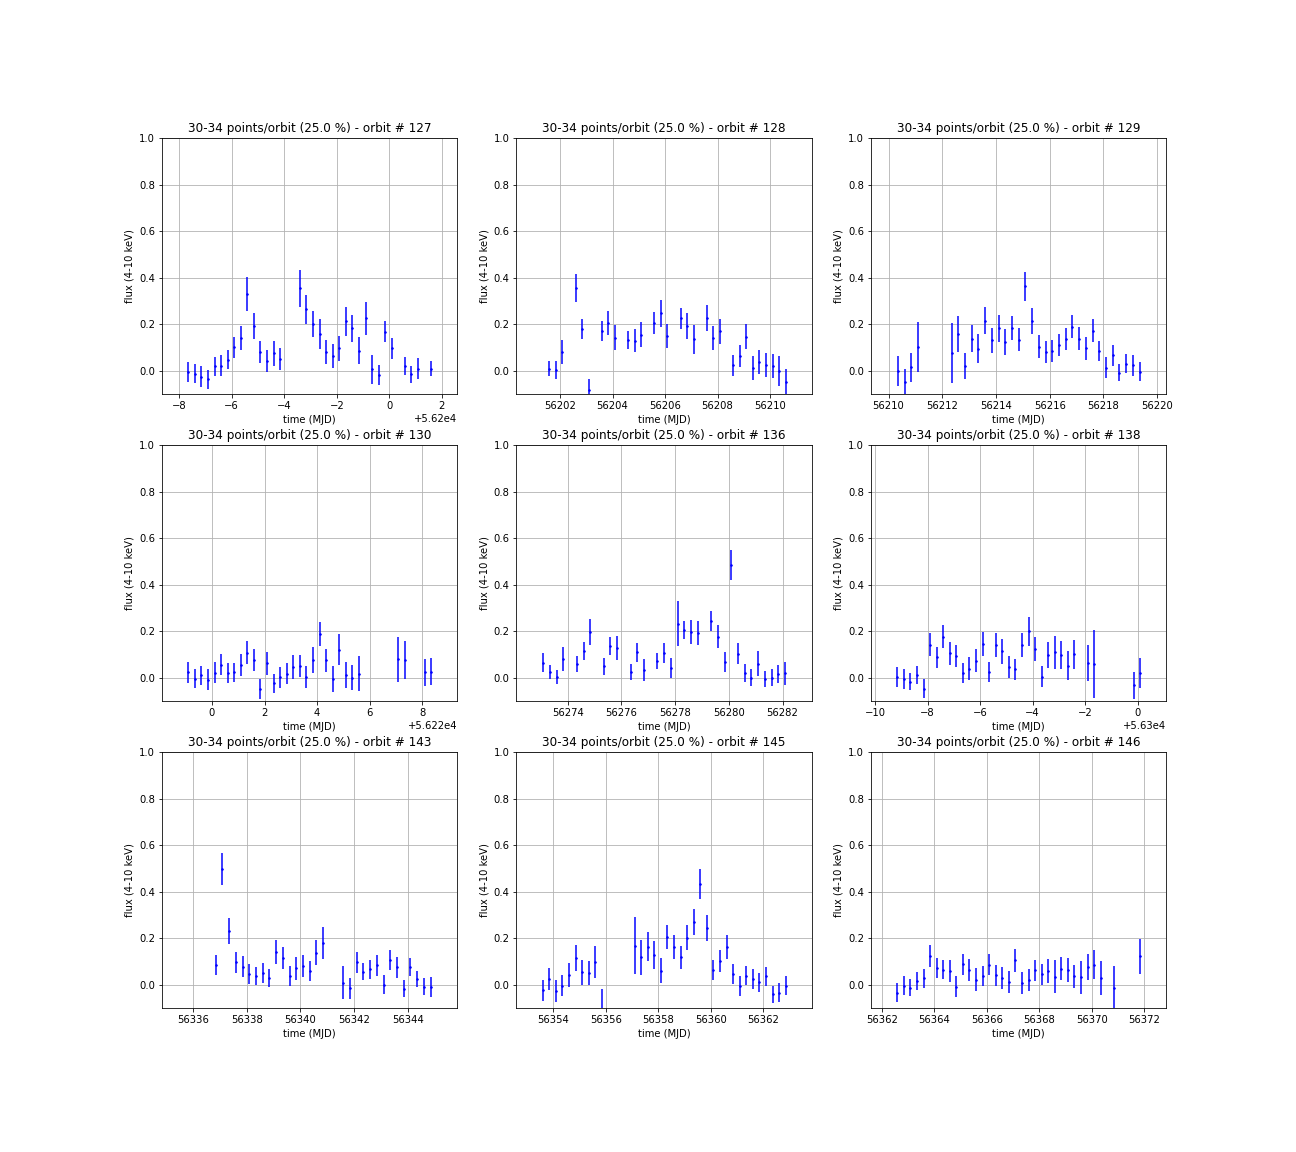 30-34 points/orbit (25.0 %) - orbit # 127
1.0
0.8
0.6
0.4
0.2
0.0
flux (4-10 keV)
−8 −6 −4 −2 0 2
time (MJD)
+5.62e4
30-34 points/orbit (25.0 %) - orbit # 128
1.0
0.8
0.6
0.4
0.2
0.0
flux (4-10 keV)
56202 56204 56206 56208 56210
time (MJD)
30-34 points/orbit (25.0 %) - orbit # 129
1.0
0.8
0.6
0.4
0.2
0.0
flux (4-10 keV)
56210 56212 56214 56216 56218 56220
time (MJD)
30-34 points/orbit (25.0 %) - orbit # 130
1.0
0.8
0.6
0.4
0.2
0.0
flux (4-10 keV)
0 2 4 6 8
time (MJD)
+5.622e4
30-34 points/orbit (25.0 %) - orbit # 136
1.0
0.8
0.6
0.4
0.2
0.0
flux (4-10 keV)
56274 56276 56278 56280 56282
time (MJD)
30-34 points/orbit (25.0 %) - orbit # 138
1.0
0.8
0.6
0.4
0.2
0.0
flux (4-10 keV)
−10 −8 −6 −4 −2 0
time (MJD)
+5.63e4
30-34 points/orbit (25.0 %) - orbit # 143
1.0
0.8
0.6
0.4
0.2
0.0
flux (4-10 keV)
56336 56338 56340 56342 56344
time (MJD)
30-34 points/orbit (25.0 %) - orbit # 145
1.0
0.8
0.6
0.4
0.2
0.0
flux (4-10 keV)
56354 56356 56358 56360 56362
time (MJD)
30-34 points/orbit (25.0 %) - orbit # 146
1.0
0.8
0.6
0.4
0.2
0.0
flux (4-10 keV)
56362 56364 56366 56368 56370 56372
time (MJD)